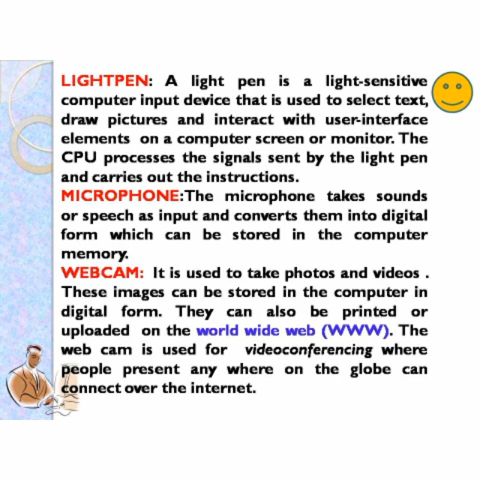 LIGHTPEN: A light pen is a light-sensitive
computer input device that is used to select text,
draw pictures and interact with user-interface
elements on a computer screen or monitor. The
CPU processes the signals sent by the light pen
and carries out the instructions.
MICROPHONE:The microphone takes sounds
or speech as input and converts them into digital
form which can be stored in the computer
memory.
WEBCAM: It is used to take photos and videos .
These images can be stored in the computer in
digital form. They can also be printed or
uploaded on the world wide web (WWW). The
web cam is used for videoconferencing where
people present any where on the globe can
connect over the internet.